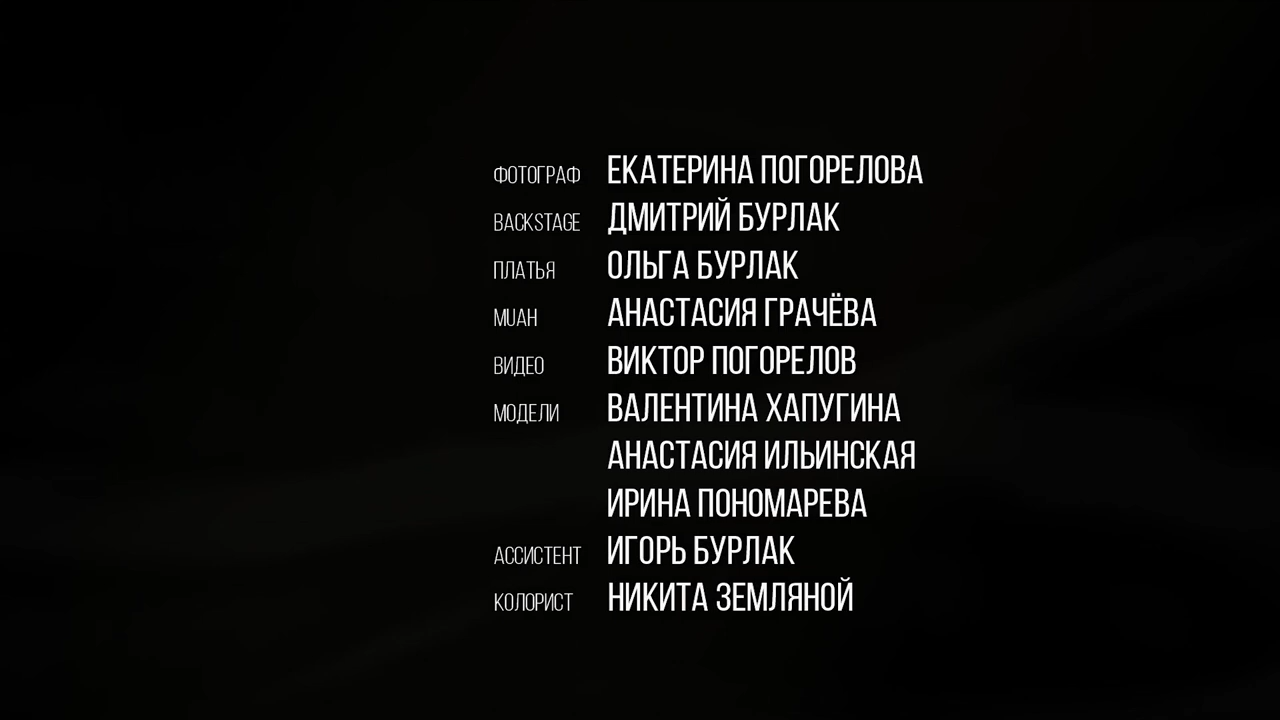 ФОТОГРАФ ЕКАТЕРИНА ПОГОРЕЛОВА
BACKSTAGE ДМИТРИЙ БУРЛАК
ПЛАТЬЯ ОЛЬГА БУРЛАК
MUAH АНАСТАСИЯ ГРАЧЁВА
ВИДЕО ВИКТОР ПОГОРЕЛОВ
МОДЕЛИ ВАЛЕНТИНА ХАПУГИНА
АНАСТАСИЯ ИЛЬИНСКАЯ
ИРИНА ПОНОМАРЕВА
АССИСТЕНТ ИГОРЬ БУРЛАК
КОЛОРИСТ НИКИТА ЗЕМЛЯНОЙ